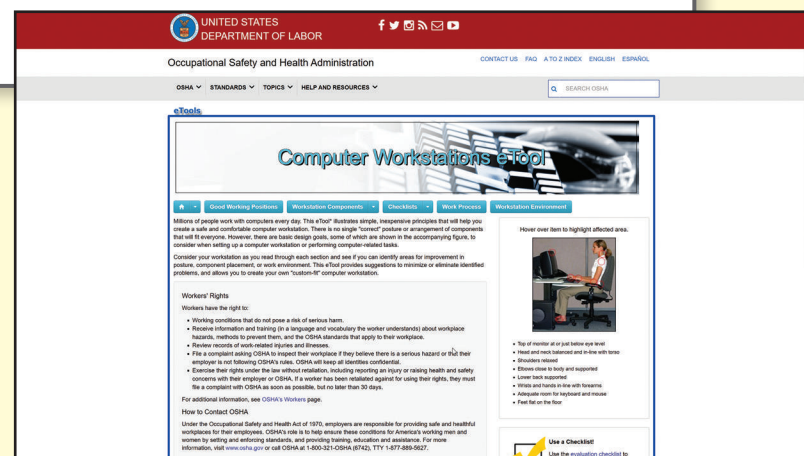 UNITED STATES
DEPARTMENT OF LABOR
Occupational Safety and Health Administration
CONTACT US FAQ A TO Z INDEX ENGLISH ESPAÑOL
OSHA STANDARDS TOPICS HELP AND RESOURCES
SEARCH OSHA
eTools
Computer Workstations eTool
Good Working Positions Workstation Components Checklists Work Process Workstation Environment
Millions of people work with computers every day. This eTool* illustrates simple, inexpensive principles that will help you
create a safe and comfortable computer workstation. There is no single "correct" posture or arrangement of components
that will fit everyone. However, there are basic design goals, some of which are shown in the accompanying figure, to
consider when setting up a computer workstation or performing computer-related tasks.
Consider your workstation as you read through each section and see if you can identify areas for improvement in
posture, component placement, or work environment. This eTool provides suggestions to minimize or eliminate identified
problems, and allows you to create your own "custom-fit" computer workstation.
Workers' Rights
Workers have the right to:
• Working conditions that do not pose a risk of serious harm.
• Receive information and training (in a language and vocabulary the worker understands) about workplace
hazards, methods to prevent them, and the OSHA standards that apply to their workplace.
• Review records of work-related injuries and illnesses.
• File a complaint asking OSHA to inspect their workplace if they believe there is a serious hazard or that their
employer is not following OSHA's rules. OSHA will keep all identities confidential.
• Exercise their rights under the law without retaliation, including reporting an injury or raising health and safety
concerns with their employer or OSHA. If a worker has been retaliated against for using their rights, they must
file a complaint with OSHA as soon as possible, but no later than 30 days.
For additional information, see OSHA's Workers page.
How to Contact OSHA
Under the Occupational Safety and Health Act of 1970, employers are responsible for providing safe and healthful
workplaces for their employees. OSHA's role is to help ensure these conditions for America's working men and
women by setting and enforcing standards, and providing training, education and assistance. For more
information, visit www.osha.gov or call OSHA at 1-800-321-OSHA (6742), TTY 1-877-889-5627.
Hover over item to highlight affected area.
• Top of monitor at or just below eye level
• Head and neck balanced and in-line with torso
• Shoulders relaxed
• Elbows close to body and supported
• Lower back supported
• Wrists and hands in-line with forearms
• Adequate room for keyboard and mouse
• Feet flat on the floor
Use a Checklist!
Use the evaluation checklist to